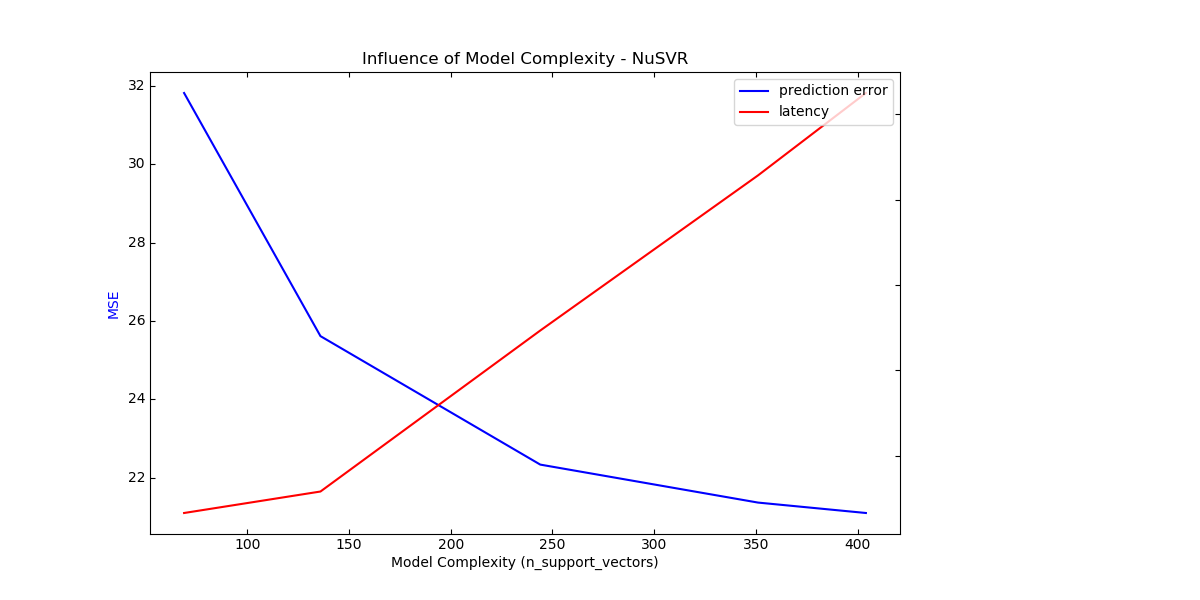 Influence of Model Complexity - NuSVR
prediction error
latency
32
30
28
26
24
22
MSE
100 150 200 250 300 350 400
Model Complexity (n_support_vectors)